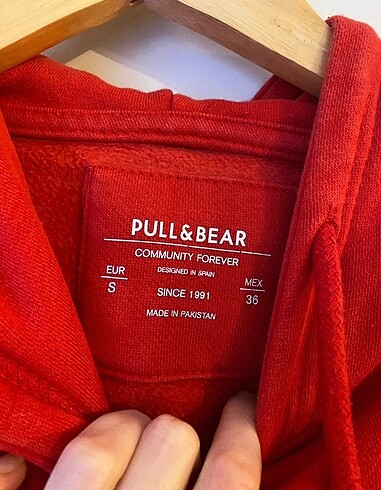 PULL&BEAR
COMMUNITY FOREVER
DESIGNED IN SPAIN
EUR
S
SINCE 1991
MEX
36
MADE IN PAKISTAN